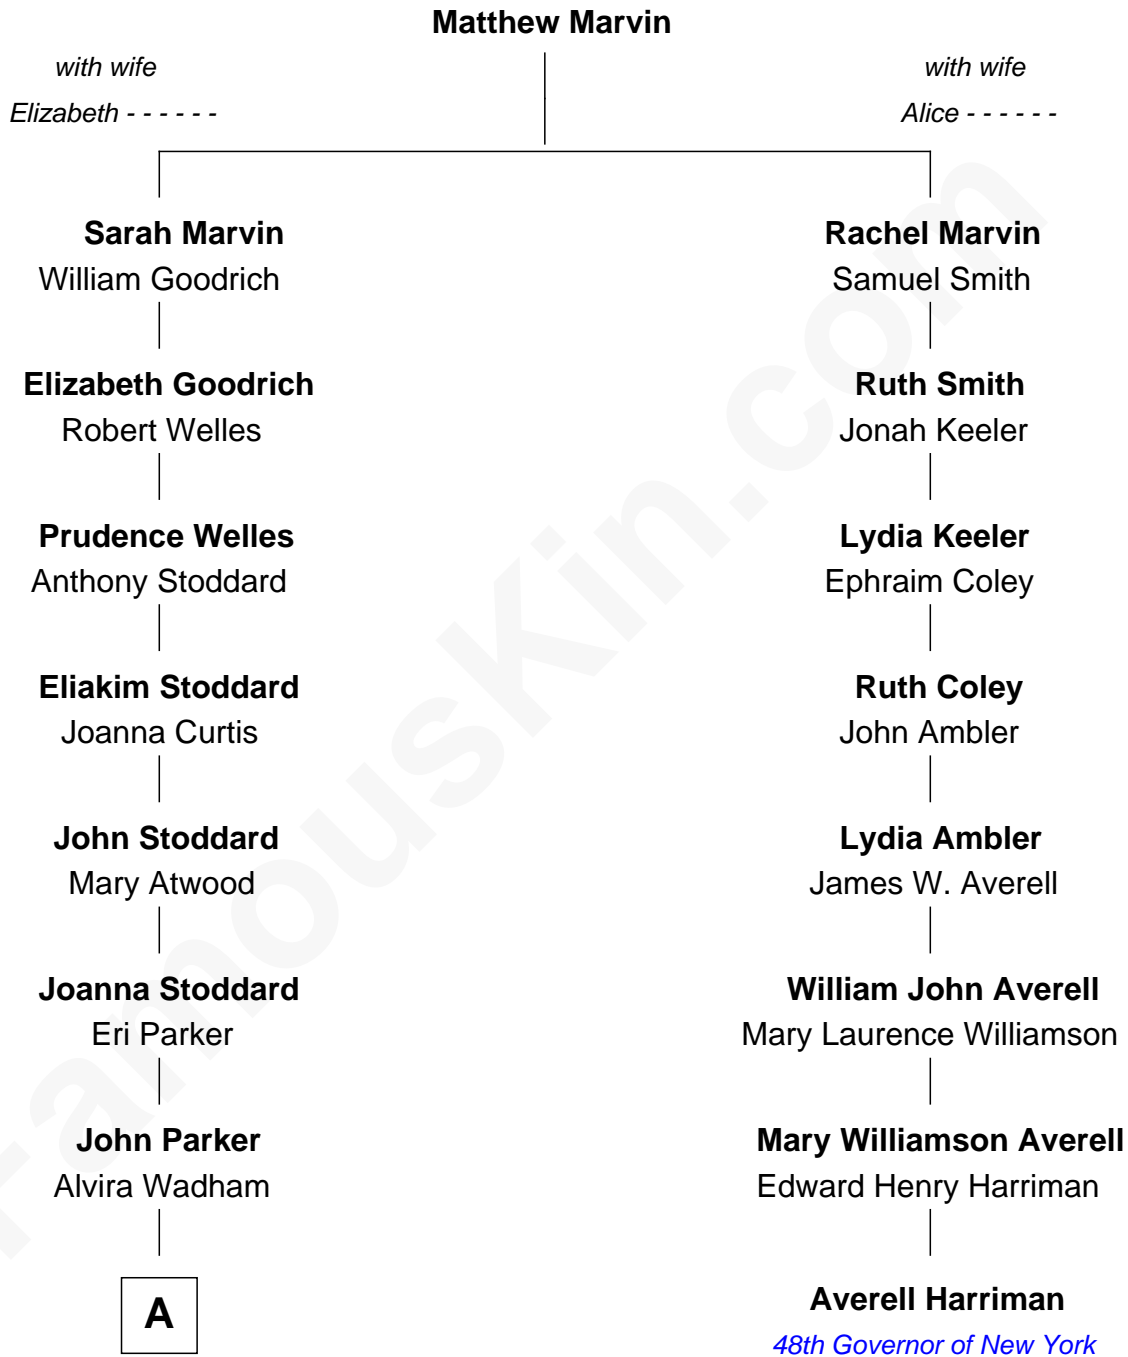 Matthew Marvin
with wife
Elizabeth - - - - - -
with wife
Alice - - - - - -
Sarah Marvin
William Goodrich
Rachel Marvin
Samuel Smith
Elizabeth Goodrich
Robert Welles
Ruth Smith
Jonah Keeler
Prudence Welles
Anthony Stoddard
Lydia Keeler
Ephraim Coley
Eliakim Stoddard
Joanna Curtis
Ruth Coley
John Ambler
John Stoddard
Mary Atwood
Lydia Ambler
James W. Averell
Joanna Stoddard
Eri Parker
William John Averell
Mary Laurence Williamson
John Parker
Alvira Wadham
Mary Williamson Averell
Edward Henry Harriman
A
Averell Harriman
48th Governor of New York
FamousKin.com